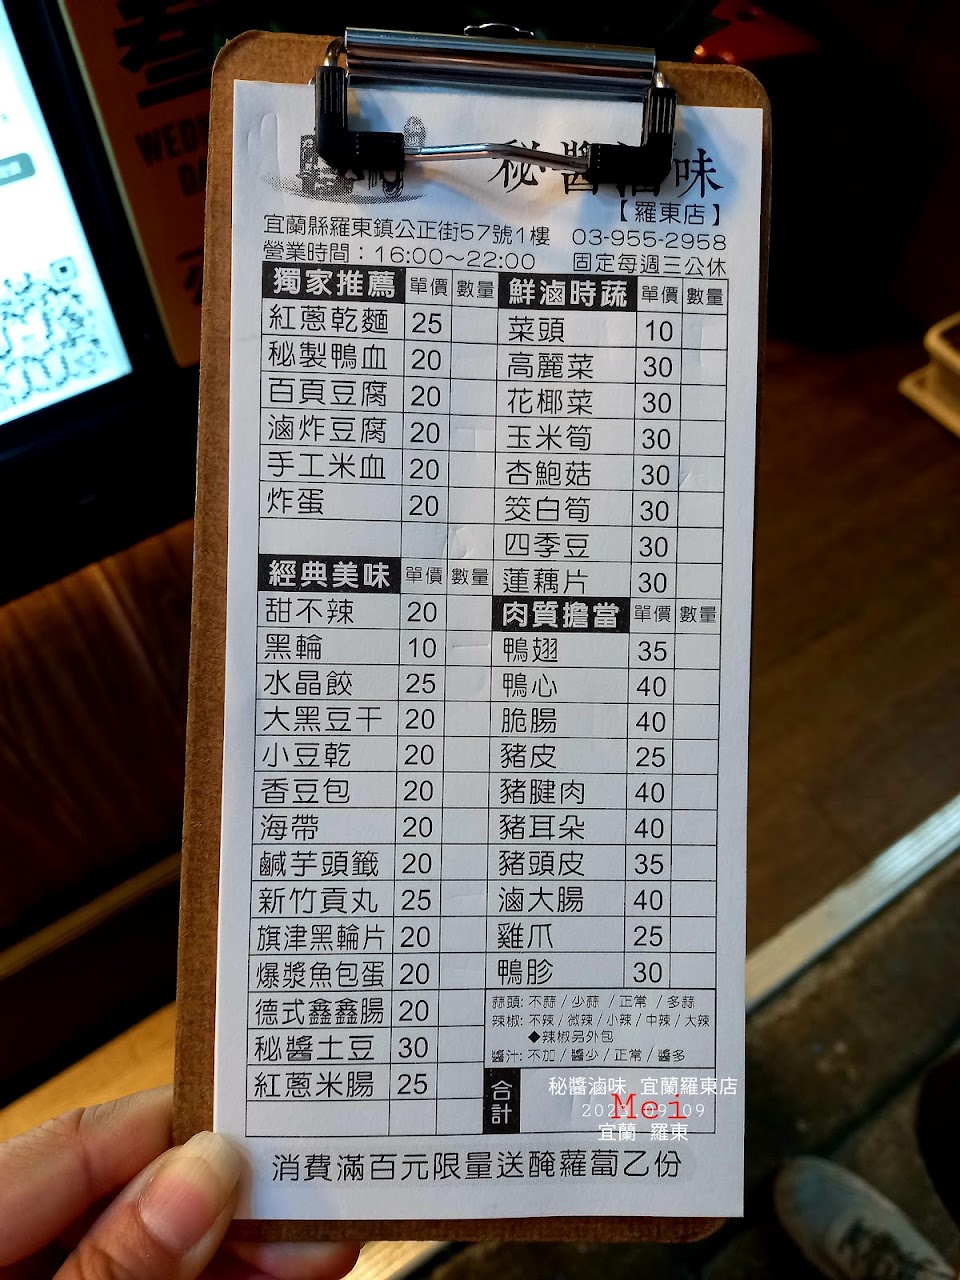 秘醬滷味
【羅東店】
宜蘭縣羅東鎮公正街57號1樓 03-955-2958
營業時間：16:00～22:00 固定每週三公休
獨家推薦 單價 數量
紅蔥乾麵 25
秘製鴨血 20
百頁豆腐 20
滷炸豆腐 20
手工米血 20
炸蛋 20
經典美味 單價 數量
甜不辣 20
黑輪 10
水晶餃 25
大黑豆干 20
小豆乾 20
香豆包 20
海帶 20
鹹芋頭籤 20
新竹貢丸 25
旗津黑輪片 20
爆漿魚包蛋 20
德式鑫鑫腸 20
秘醬土豆 30
紅蔥米腸 25
鮮滷時蔬 單價 數量
菜頭 10
高麗菜 30
花椰菜 30
玉米筍 30
杏鮑菇 30
筊白筍 30
四季豆 30
蓮藕片 30
肉質擔當 單價 數量
鴨翅 35
鴨心 40
脆腸 40
豬皮 25
豬腱肉 40
豬耳朵 40
豬頭皮 35
滷大腸 40
雞爪 25
鴨胗 30
蒜頭: 不蒜 / 少蒜 / 正常 / 多蒜
辣椒: 不辣 / 微辣 / 小辣 / 中辣 / 大辣
◆辣椒另外包
醬汁: 不加 / 醬少 / 正常 / 醬多
合計
秘醬滷味 宜蘭羅東店
Mei
宜蘭 羅東
消費滿百元限量送醃蘿蔔乙份